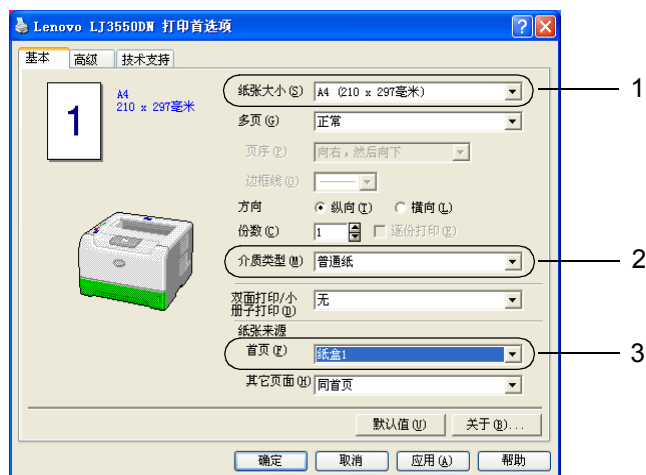 Lenovo LJ3550DN 打印首选项
基本 高级 技术支持
1
A4
210 x 297毫米
纸张大小(S) A4 (210 x 297毫米) 1
多页(G) 正常
页序(P) 向右，然后向下
边框线(O)
方向 纵向(T) 横向(L)
份数(C) 1 逐份打印(E)
介质类型(M) 普通纸 2
双面打印/小
册子打印(D) 无
纸张来源
首页(F) 纸盒1 3
其它页面(H) 同首页
默认值(U) 关于(B)...
确定 取消 应用(A) 帮助